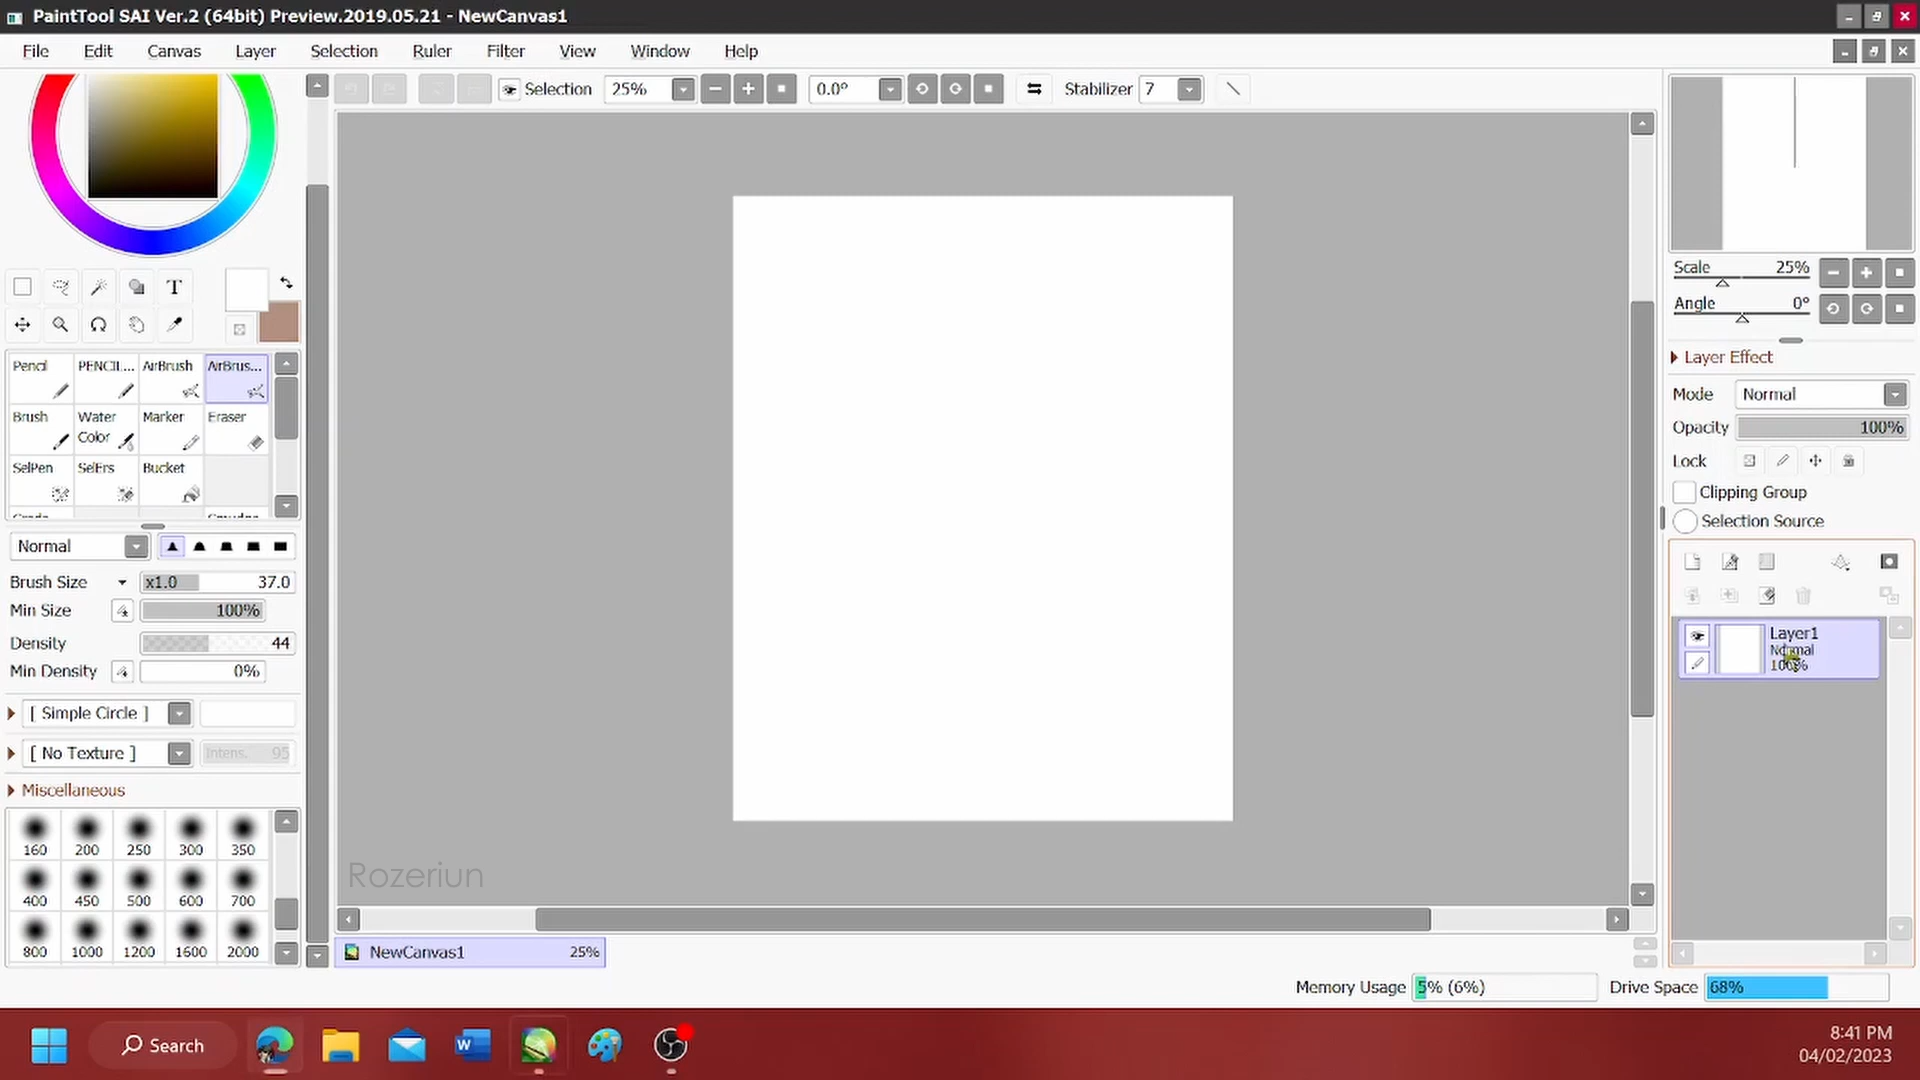 PaintTool SAI Ver.2 (64bit) Preview.2019.05.21 - NewCanvas1
File Edit Canvas Layer Selection Ruler Filter View Window Help
Selection 25% 0.0° Stabilizer 7
Scale 25%
Angle 0°
T
Pencil PENCIL... AirBrush AirBrus...
Brush Water Color Marker Eraser
SelPen SelErs Bucket
Layer Effect
Mode Normal
Opacity 100%
Lock
Clipping Group
Selection Source
Normal
Brush Size x1.0 37.0
Min Size 100%
Density 44
Min Density 0%
[ Simple Circle ]
[ No Texture ] Intens. 95
Miscellaneous
160 200 250 300 350
400 450 500 600 700
800 1000 1200 1600 2000
Layer1
Normal
100%
Rozeriun
NewCanvas1 25%
Memory Usage 5% (6%) Drive Space 68%
Search
W
8:41 PM
04/02/2023